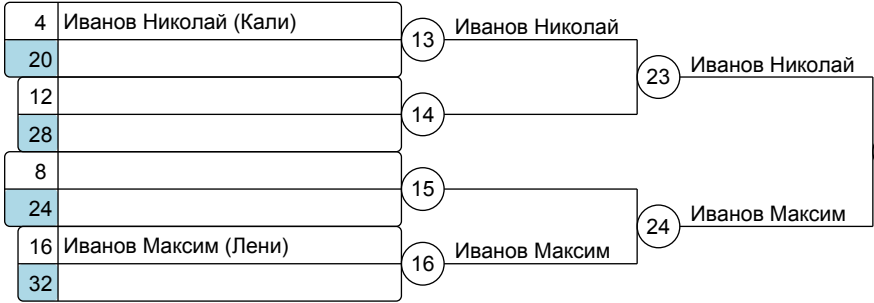 4 Иванов Николай (Кали)
20
13 Иванов Николай
12
28
14
23 Иванов Николай
8
24
15
16 Иванов Максим (Лени)
32
16 Иванов Максим
24 Иванов Максим